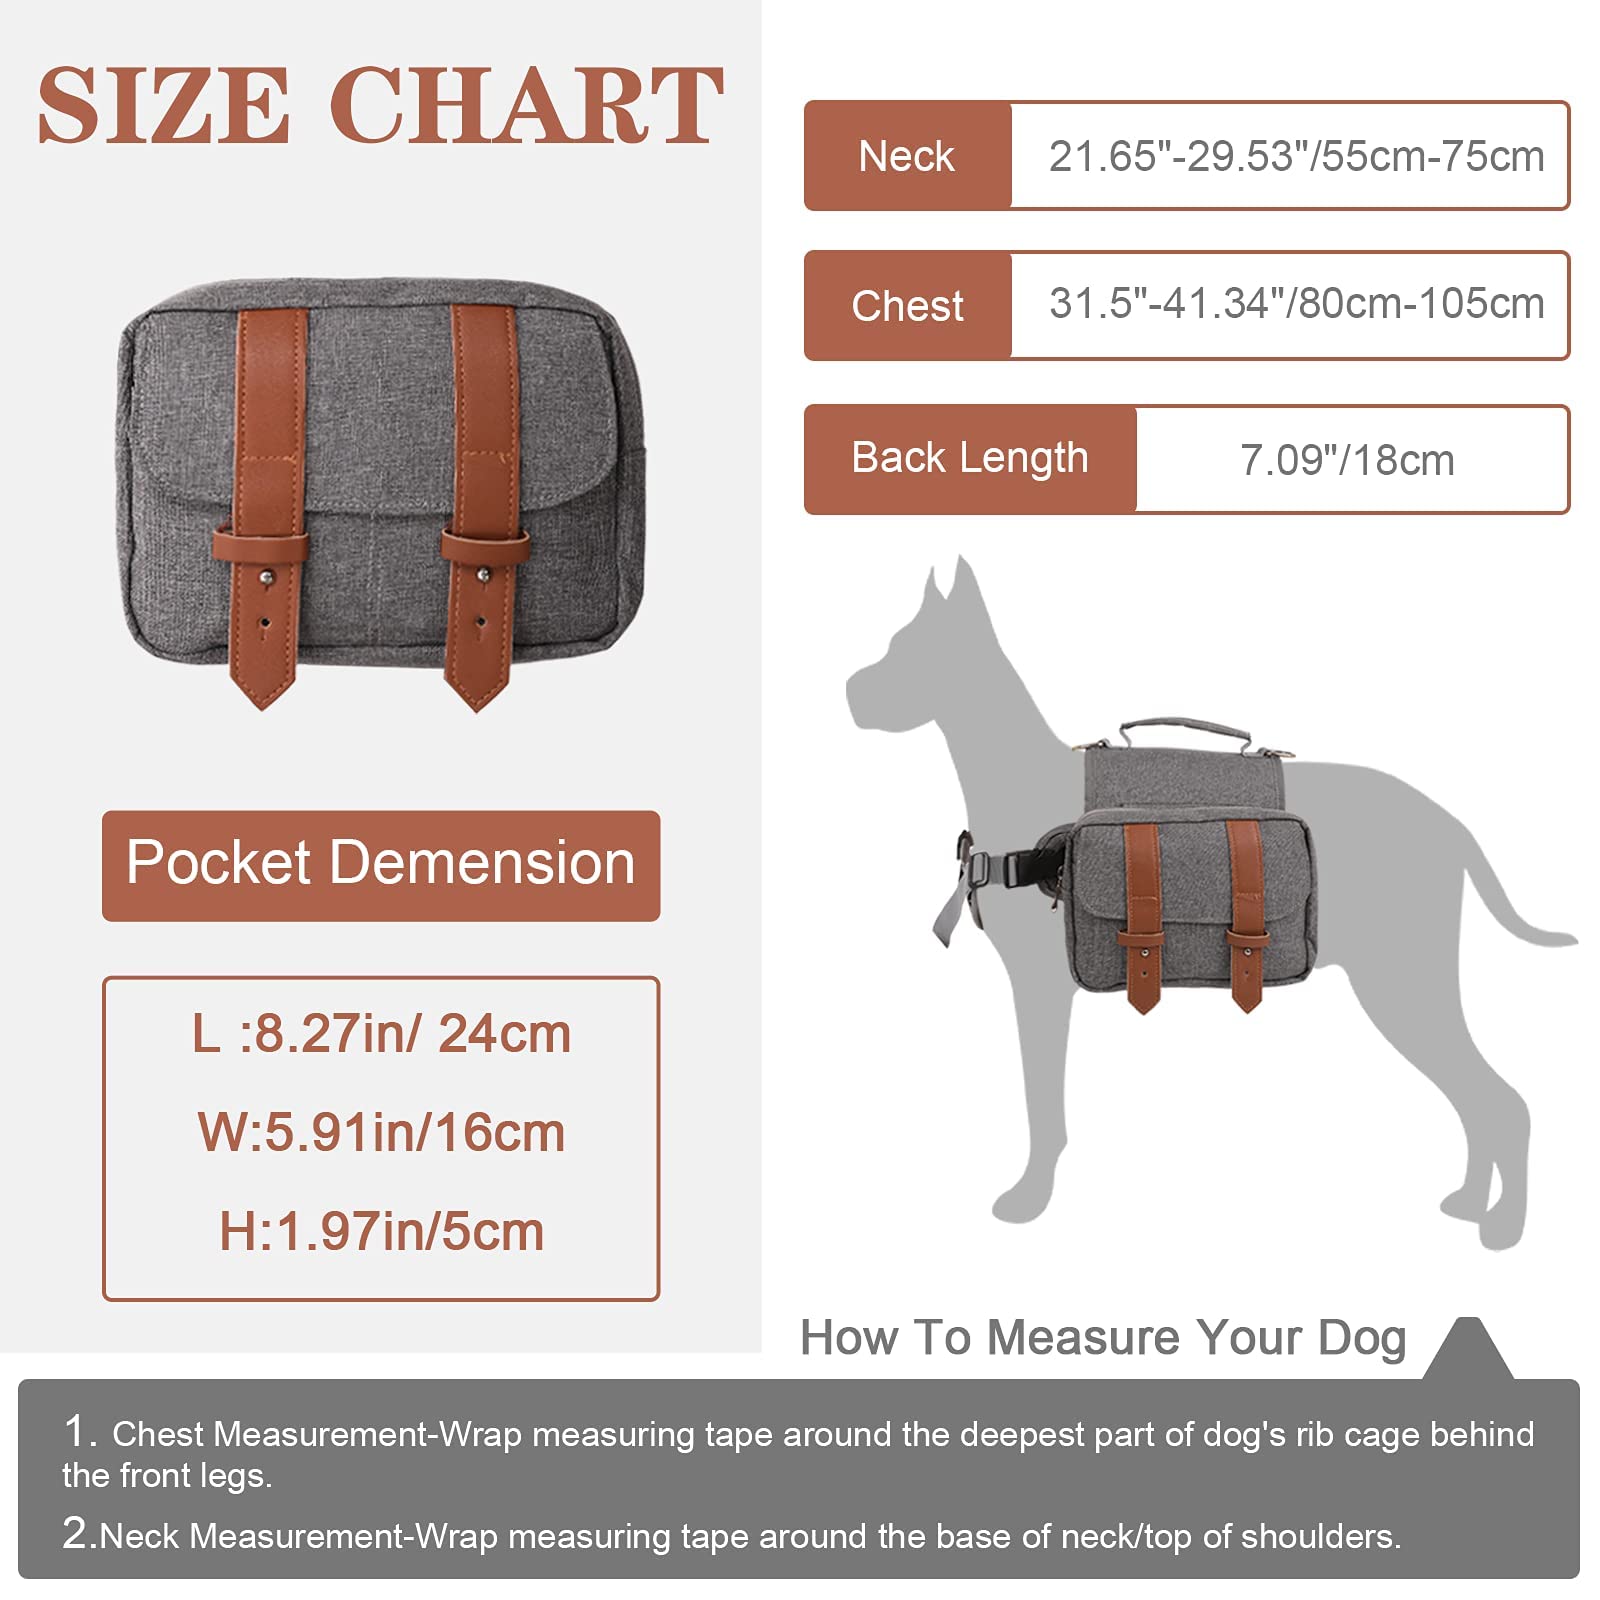 SIZE CHART
Neck
21.65"-29.53"/55cm-75cm
Chest
31.5"-41.34"/80cm-105cm
Back Length
7.09"/18cm
Pocket Demension
L :8.27in/ 24cm
W:5.91in/16cm
H:1.97in/5cm
How To Measure Your Dog
1. Chest Measurement-Wrap measuring tape around the deepest part of dog's rib cage behind
the front legs.
2.Neck Measurement-Wrap measuring tape around the base of neck/top of shoulders.